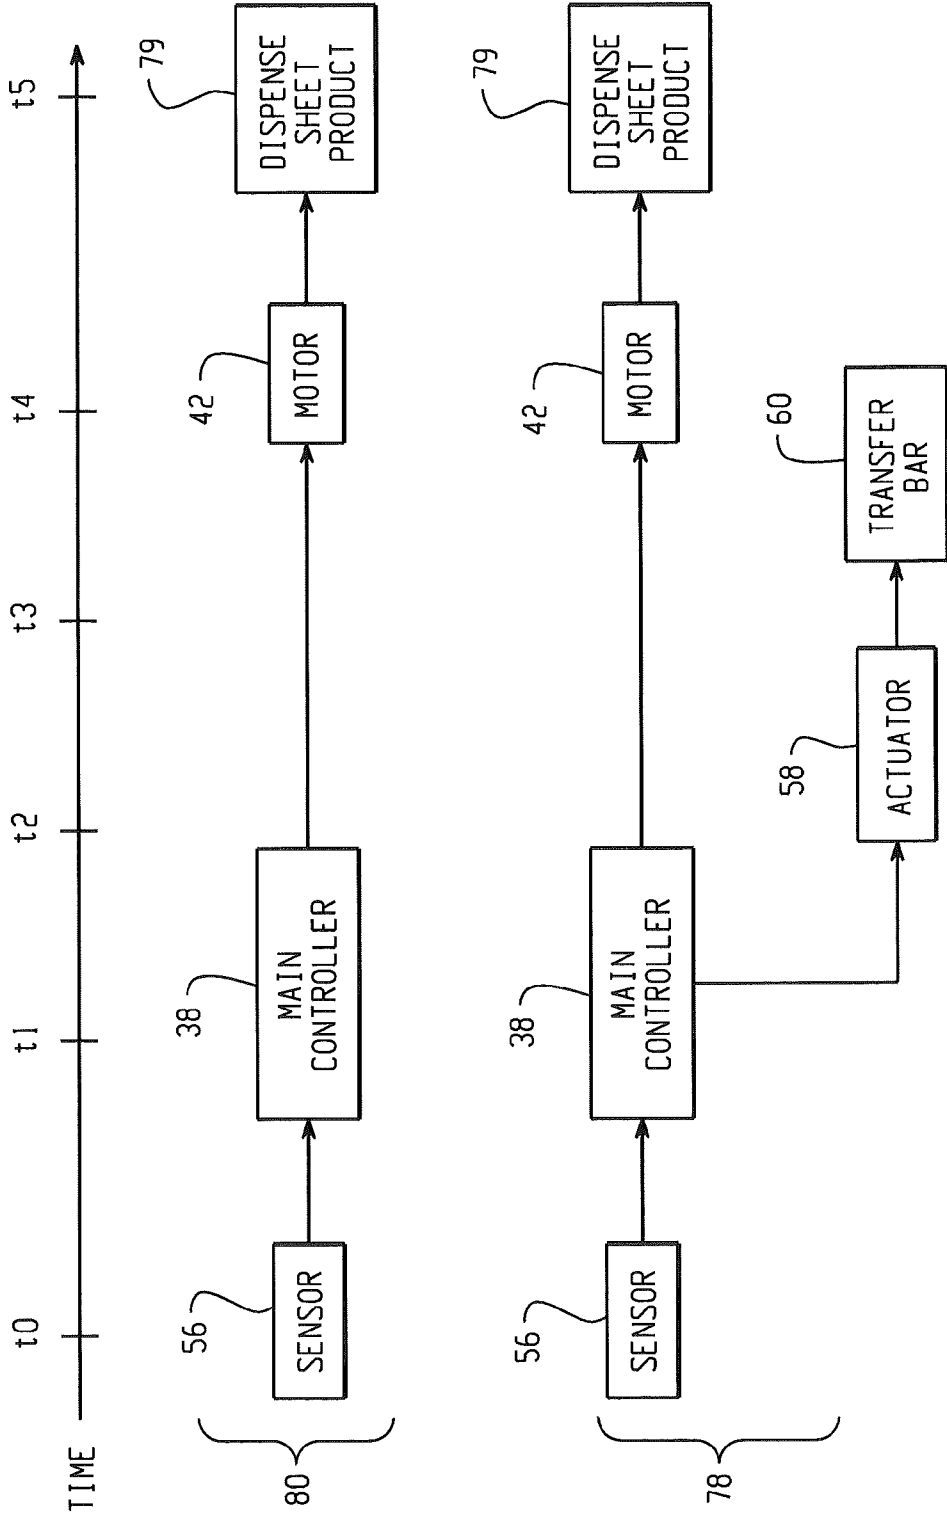 TIME
t0
t1
t2
t3
t4
t5
80
56
SENSOR
38
MAIN
CONTROLLER
42
MOTOR
79
DISPENSE
SHEET
PRODUCT
78
56
SENSOR
38
MAIN
CONTROLLER
42
MOTOR
79
DISPENSE
SHEET
PRODUCT
58
ACTUATOR
60
TRANSFER
BAR